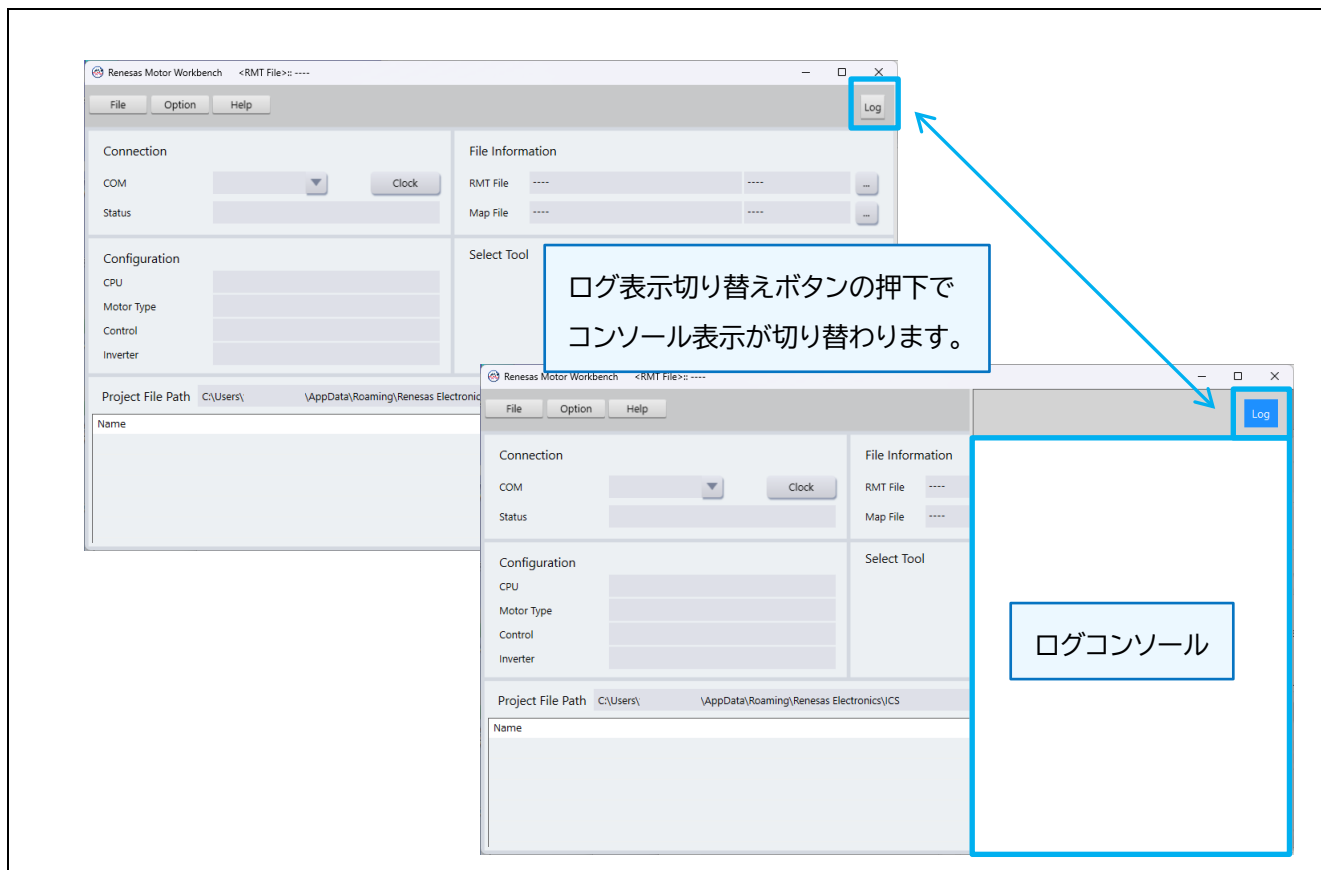 Renesas Motor Workbench <RMT File>:: ----
File Option Help Log
Connection
COM Clock
Status
File Information
RMT File ---- ---- ...
Map File ---- ---- ...
Configuration
CPU
Motor Type
Control
Inverter
Select Tool
Project File Path C:\Users\ \AppData\Roaming\Renesas Electronic
Name
ログ表示切り替えボタンの押下で
コンソール表示が切り替わります。
Renesas Motor Workbench <RMT File>:: ----
File Option Help Log
Connection
COM Clock
Status
File Information
RMT File ----
Map File ----
Configuration
CPU
Motor Type
Control
Inverter
Select Tool
Project File Path C:\Users\ \AppData\Roaming\Renesas Electronics\ICS
Name
ログコンソール